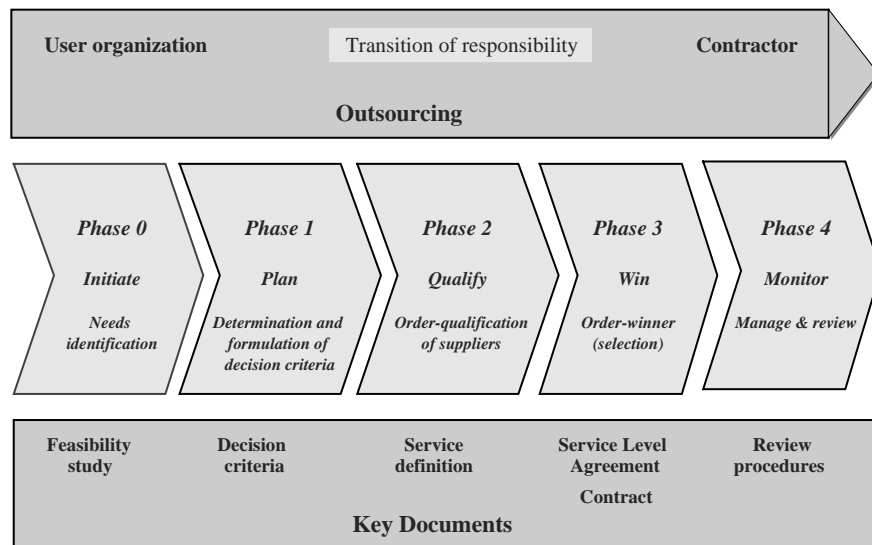 User organization
Transition of responsibility
Contractor
Outsourcing
Phase 0
Initiate
Needs
identification
Phase 1
Plan
Determination and
formulation of
decision criteria
Phase 2
Qualify
Order-qualification
of suppliers
Phase 3
Win
Order-winner
(selection)
Phase 4
Monitor
Manage & review
Feasibility
study
Decision
criteria
Service
definition
Service Level
Agreement
Contract
Review
procedures
Key Documents